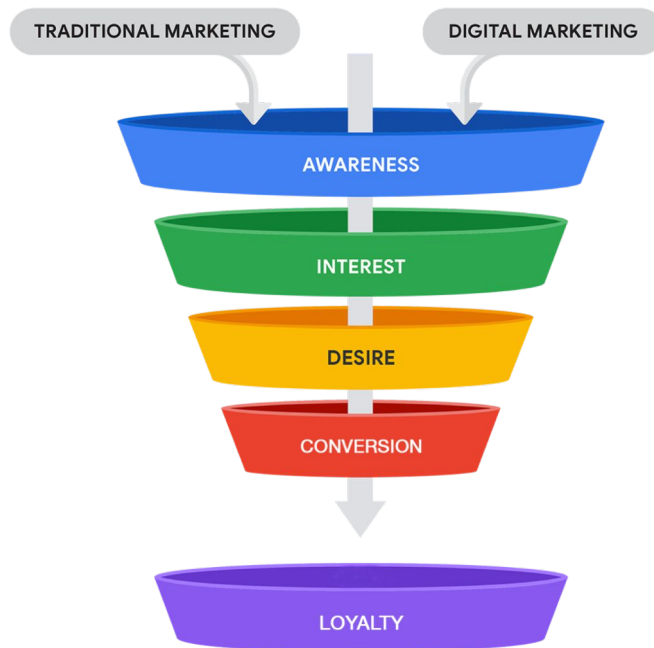 TRADITIONAL MARKETING
DIGITAL MARKETING
AWARENESS
INTEREST
DESIRE
CONVERSION
LOYALTY